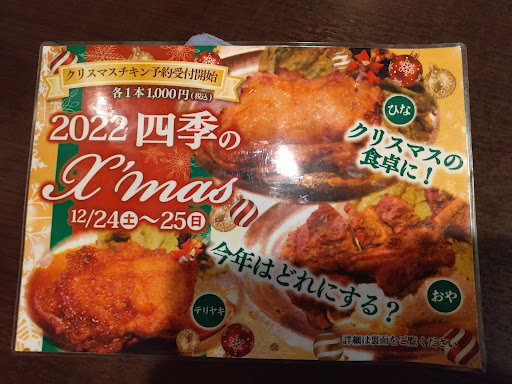 クリスマスチキン予約受付開始
各1本1,000円(税込)
2022 四季の
X'mas
12/24土〜25日
ひな
クリスマスの
食卓に!
今年はどれにする?
おや
テリヤキ
詳細は裏面をご覧ください